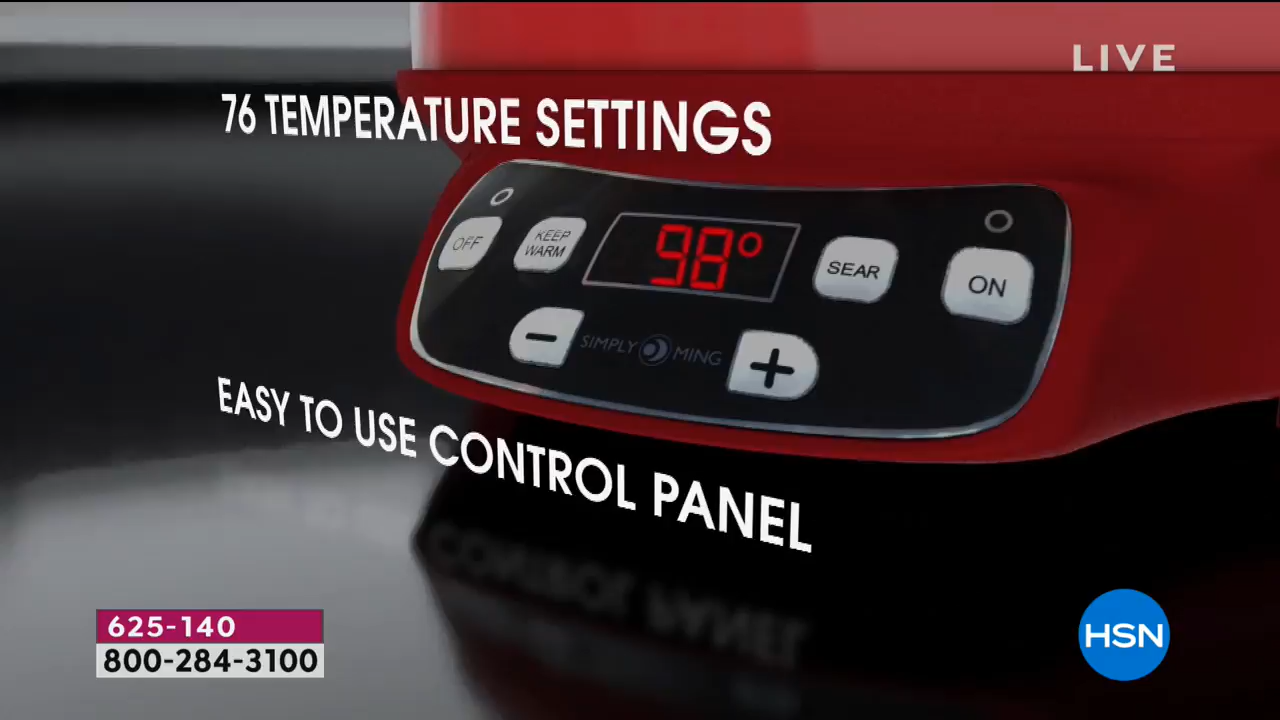 LIVE
76 TEMPERATURE SETTINGS
OFF
KEEP
WARM
98°
SEAR
ON
SIMPLY MING
EASY TO USE CONTROL PANEL
625-140
800-284-3100
HSN